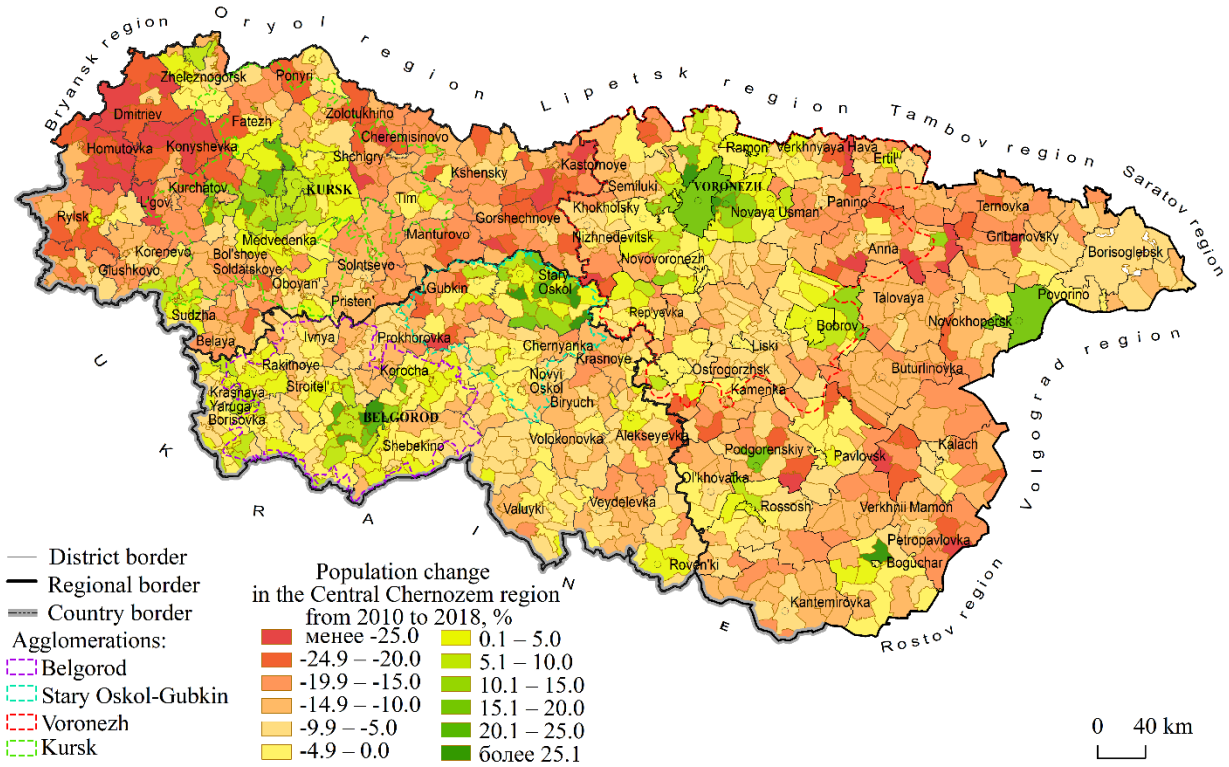 Bryansk region
Oryol region
Lipetsk region
Tambov region
Saratov region
Volgograd region
Rostov region
UKRAINE
Zheleznogorsk
Ponyri
Dmitriev
Fatezh
Zolotukhino
Cheremisinovo
Homutovka
Konyshevka
Shchigry
Kastornoye
Ramon
Verkhnyaya Hava
Ertil'
Kurchatov
KURSK
Kshensky
Semiluki
VORONEZH
L'gov
Tim
Khokholsky
Novaya Usman'
Panino
Ternovka
Rylsk
Gorshechnoye
Gribanovsky
Medvedenka
Manturovo
Nizhnedevitsk
Anna
Borisoglebsk
Korenevo
Bol'shoye
Soldatskoye
Solntsevo
Novovoronezh
Glushkovo
Oboyan'
Gubkin
Stary
Oskol
Talovaya
Povorino
Pristen'
Rep'yevka
Novokhopersk
Sudzha
Bobrov
Belaya
Ivnya
Prokhorovka
Chernyanka
Liski
Krasnoye
Rakithoye
Korocha
Ostrogorzhsk
Buturlinovka
Stroitel'
Novyi
Oskol
Kamenka
Krasnaya
Yaruga
Biryuch
Borisovka
BELGOROD
Shebekino
Volokonovka
Alekseyevka
Podgorenskiy
Pavlovsk
Kalach
Ol'khovatka
Valuyki
Veydelevka
Rossosh'
Verkhnii Mamon
Petropavlovka
Roven'ki
Boguchar
Kantemirovka
District border
Regional border
Country border
Agglomerations:
Belgorod
Stary Oskol-Gubkin
Voronezh
Kursk
Population change
in the Central Chernozem region
from 2010 to 2018, %
менее -25.0
-24.9 – -20.0
-19.9 – -15.0
-14.9 – -10.0
-9.9 – -5.0
-4.9 – 0.0
0.1 – 5.0
5.1 – 10.0
10.1 – 15.0
15.1 – 20.0
20.1 – 25.0
более 25.1
0 40 km